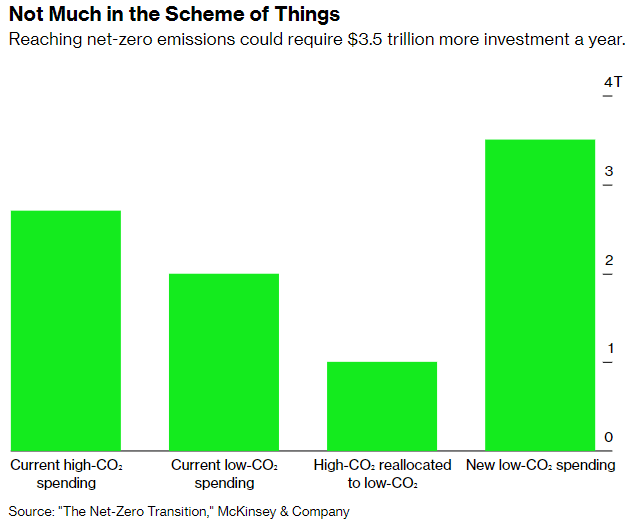 Not Much in the Scheme of Things
Reaching net-zero emissions could require $3.5 trillion more investment a year.
4T
3
2
1
0
Current high-CO₂
spending
Current low-CO₂
spending
High-CO₂ reallocated
to low-CO₂
New low-CO₂ spending
Source: "The Net-Zero Transition," McKinsey & Company